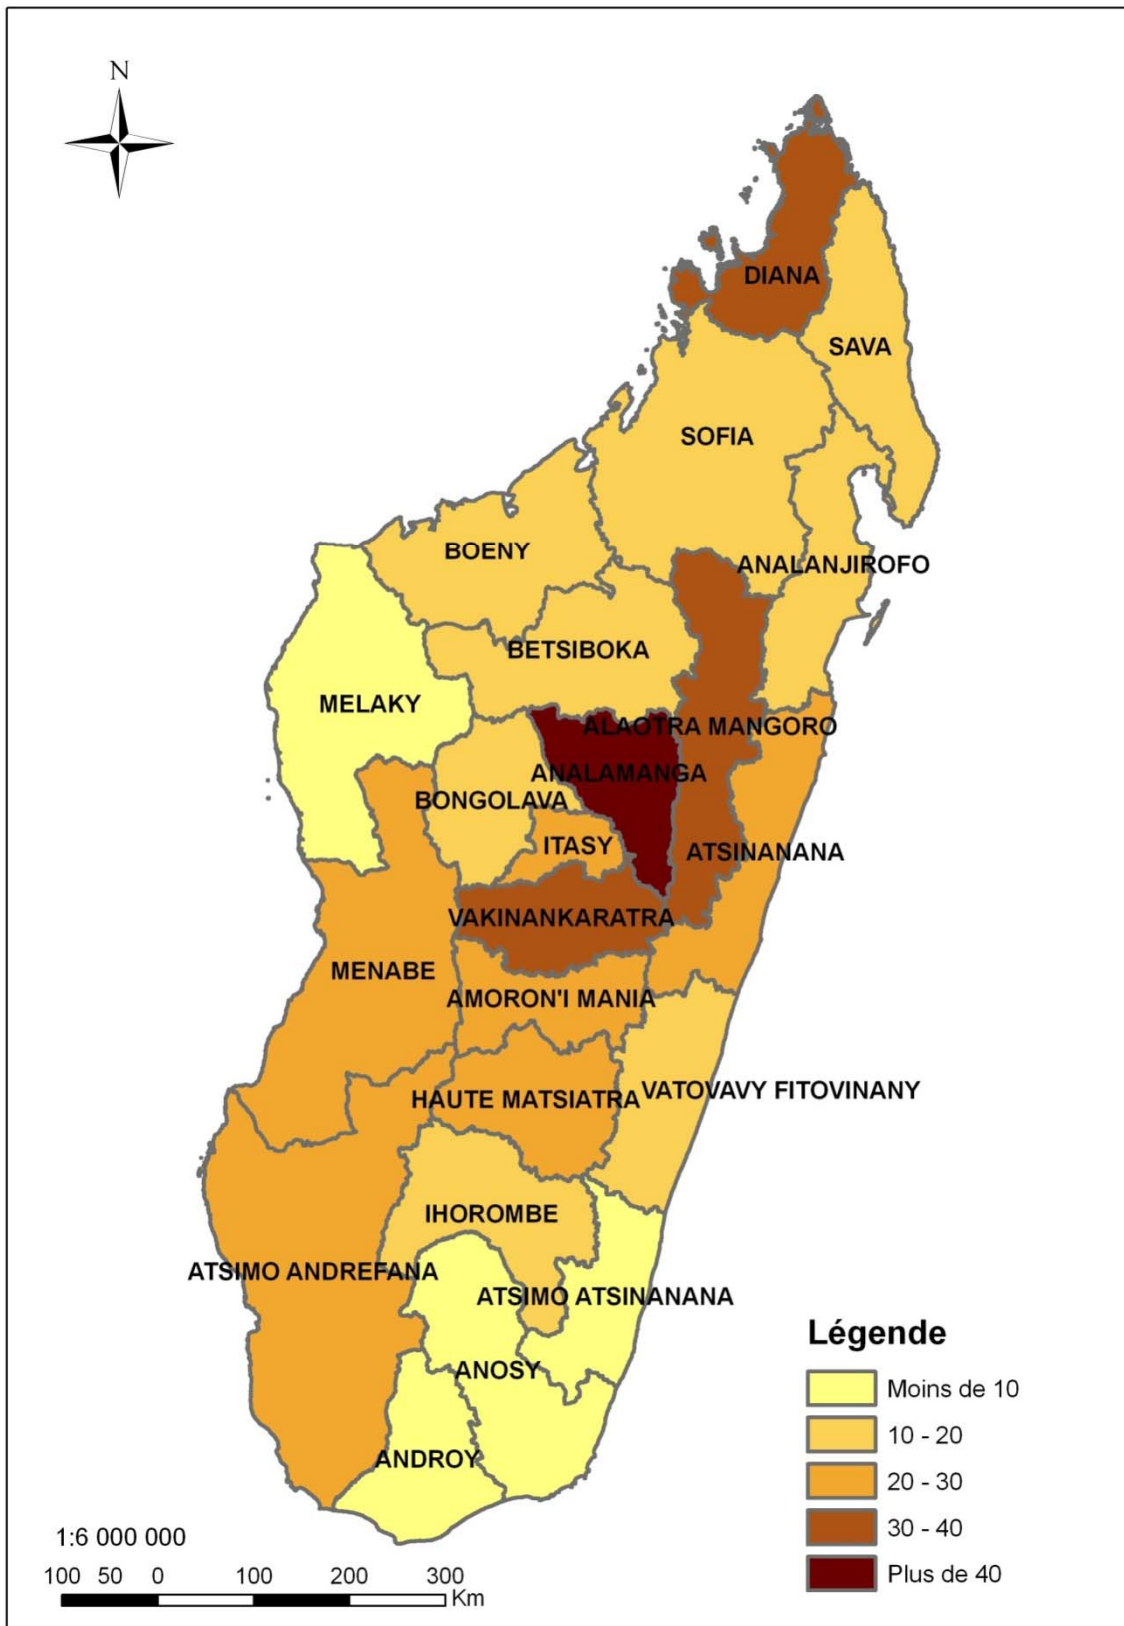 N
DIANA
SAVA
SOFIA
BOENY
ANALANJIROFO
BETSIBOKA
MELAKY
ALAOTRA MANGORO
ANALAMANGA
BONGOLAVA
ITASY
ATSINANANA
VAKINANKARATRA
MENABE
AMORON'I MANIA
HAUTE MATSIATRA
VATOVAVY FITOVINANY
IHOROMBE
ATSIMO ANDREFANA
ATSIMO ATSINANANA
ANOSY
ANDROY
Légende
Moins de 10
10 - 20
20 - 30
30 - 40
Plus de 40
1:6 000 000
100 50 0 100 200 300
Km